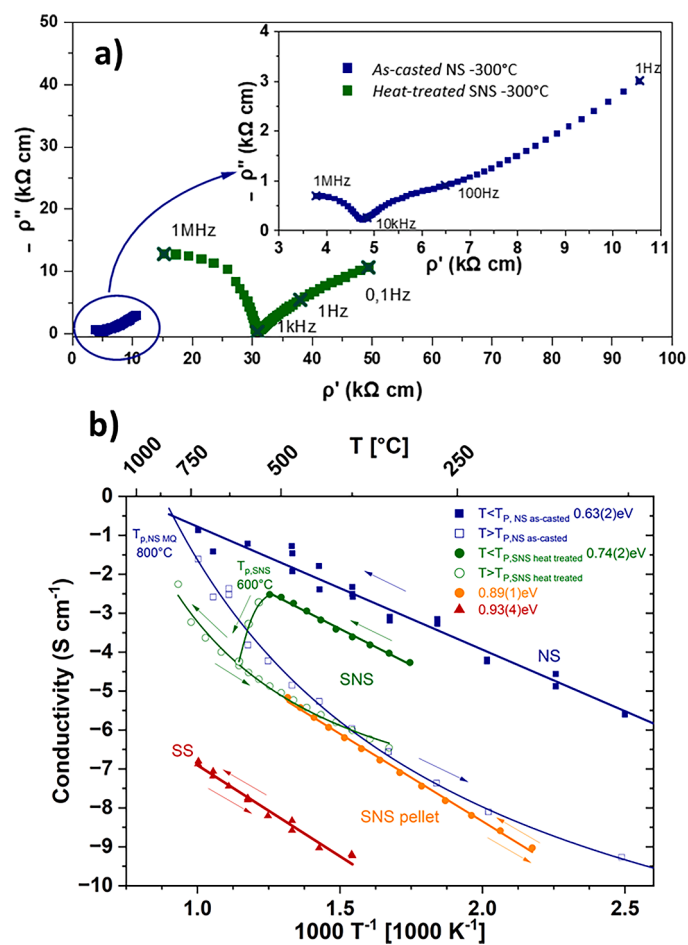 a)
50
40
30
20
10
0
− ρ'' (kΩ cm)
0 10 20 30 40 50 60 70 80 90 100
ρ' (kΩ cm)
1MHz
1kHz
1Hz
0,1Hz
4
3
2
1
0
− ρ'' (kΩ cm)
As-casted NS -300°C
Heat-treated SNS -300°C
1MHz
10kHz
100Hz
1Hz
3 4 5 6 7 8 9 10 11
ρ' (kΩ cm)
b)
T [°C]
1000 750 500 250
0
−1
−2
−3
−4
−5
−6
−7
−8
−9
−10
Conductivity (S cm⁻¹)
T<T_P, NS as-casted 0.63(2)eV
T>T_P,NS as-casted
T<T_P,SNS heat treated 0.74(2)eV
T>T_P,SNS heat treated
0.89(1)eV
0.93(4)eV
T_p,NS MQ
800°C
T_p,SNS
600°C
NS
SNS
SS
SNS pellet
1.0 1.5 2.0 2.5
1000 T⁻¹ [1000 K⁻¹]